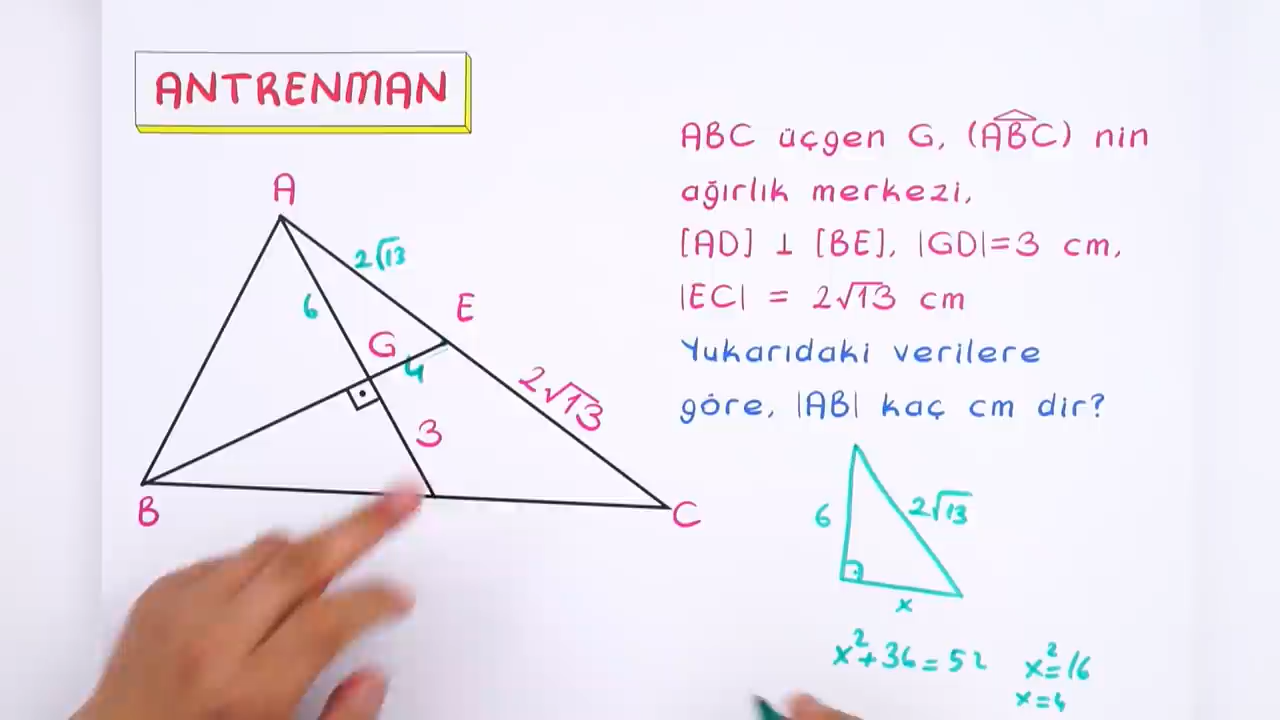 ANTRENMAN
ABC üçgen G, (ABC) nin
ağırlık merkezi,
[AD] ⊥ [BE], |GD|=3 cm,
|EC| = 2√13 cm
Yukarıdaki verilere
göre, |AB| kaç cm dir?
A
2√13
6
E
G
4
2√13
3
B
C
6
2√13
x
x²+36=52
x²=16
x=4